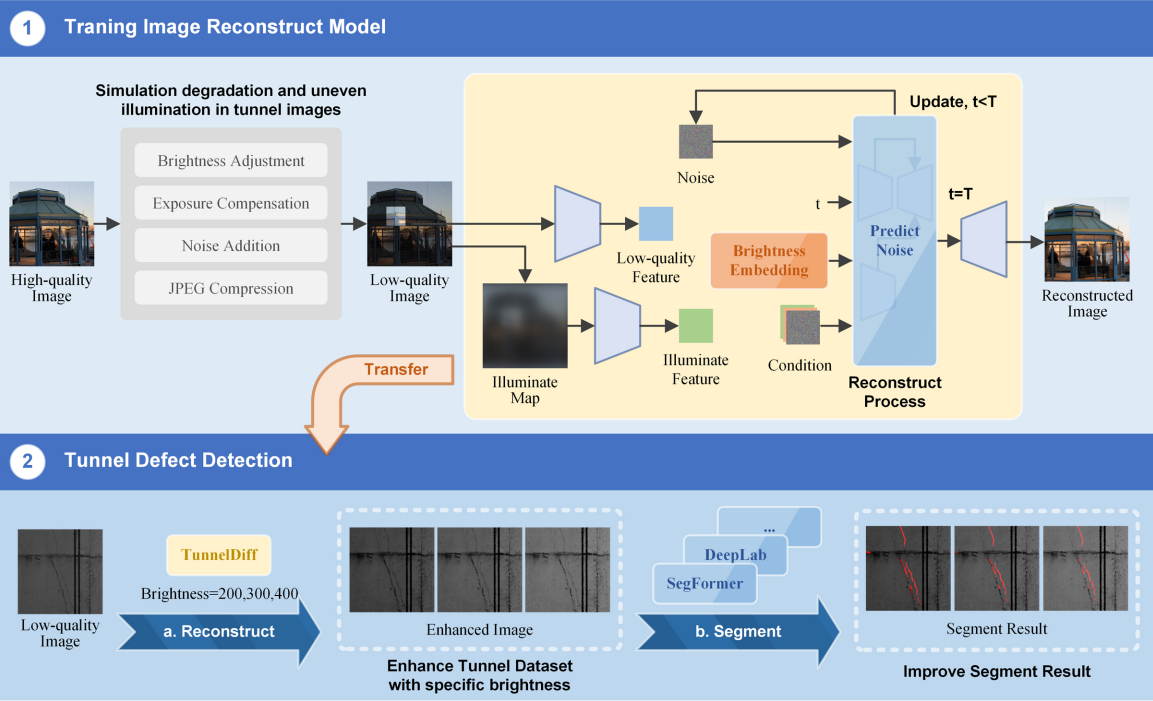 1 Traning Image Reconstruct Model
Simulation degradation and uneven
illumination in tunnel images
Brightness Adjustment
Exposure Compensation
Noise Addition
JPEG Compression
High-quality
Image
Low-quality
Image
Illuminate
Map
Low-quality
Feature
Illuminate
Feature
Noise
t
Brightness
Embedding
Condition
Update, t<T
Predict
Noise
Reconstruct
Process
t=T
Reconstructed
Image
Transfer
2 Tunnel Defect Detection
Low-quality
Image
TunnelDiff
Brightness=200,300,400
a. Reconstruct
Enhanced Image
Enhance Tunnel Dataset
with specific brightness
...
DeepLab
SegFormer
b. Segment
Segment Result
Improve Segment Result